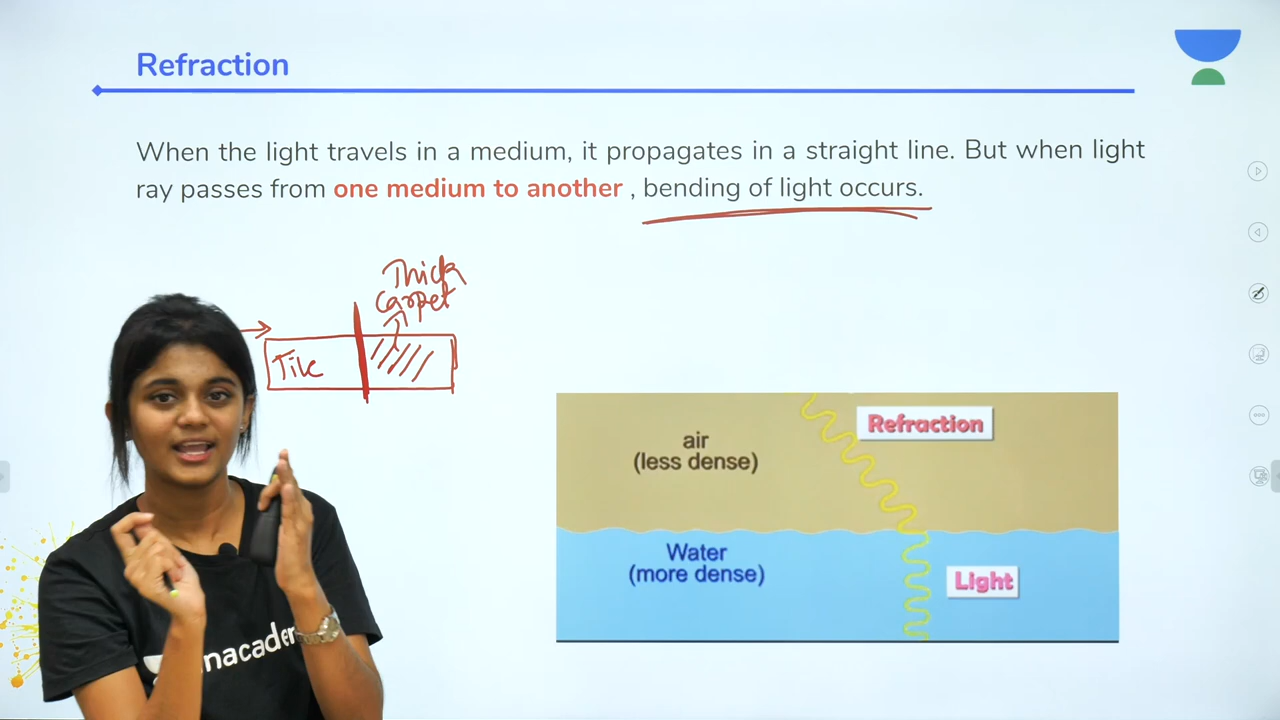 Refraction
When the light travels in a medium, it propagates in a straight line. But when light
ray passes from one medium to another , bending of light occurs.
Thick
carpet
Tile
Refraction
air
(less dense)
Water
(more dense)
Light
unacadem